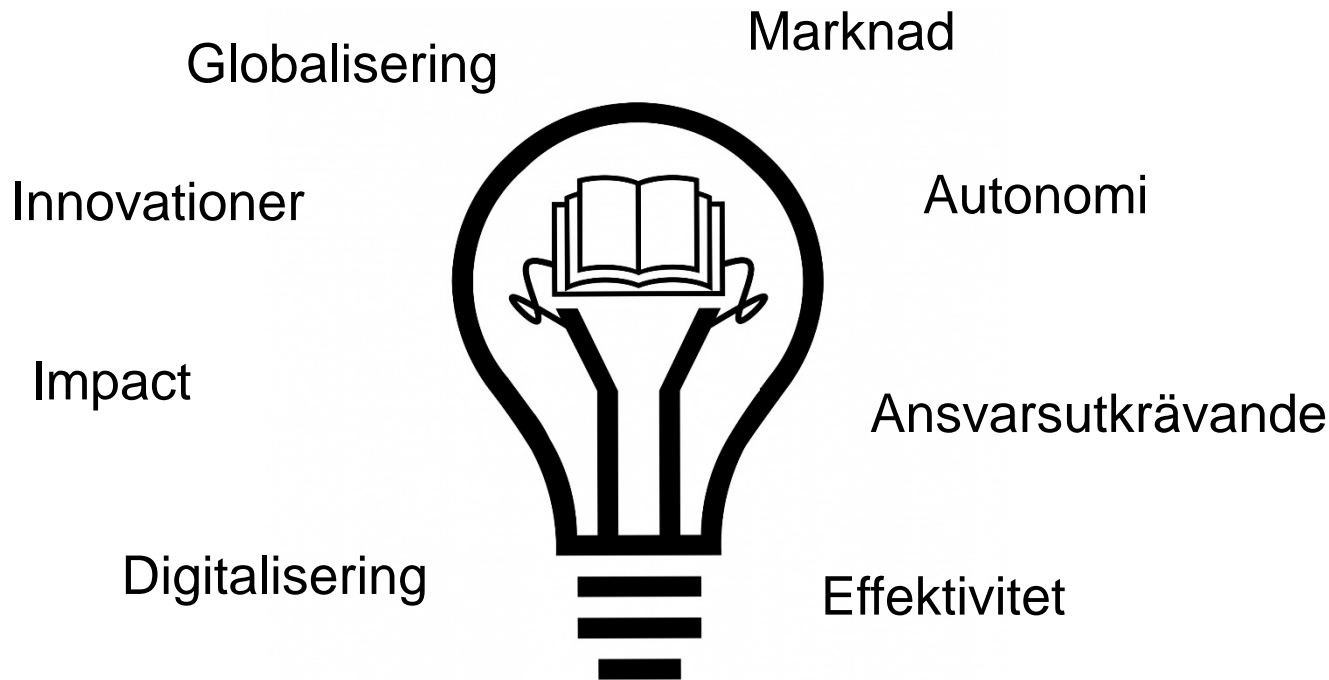 Marknad
Globalisering
Innovationer
Autonomi
Impact
Ansvarsutkrävande
Digitalisering
Effektivitet